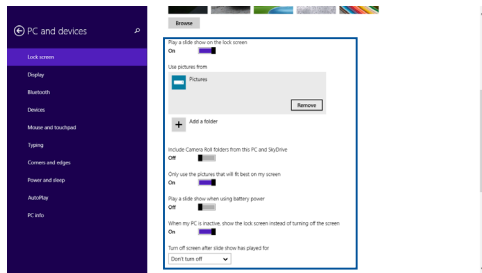 PC and devices
Lock screen
Display
Bluetooth
Devices
Mouse and touchpad
Typing
Corners and edges
Power and sleep
AutoPlay
PC info
Browse
Play a slide show on the lock screen
On
Use pictures from
Pictures
Remove
Add a folder
Include Camera Roll folders from this PC and SkyDrive
Off
Only use the pictures that will fit best on my screen
On
Play a slide show when using battery power
Off
When my PC is inactive, show the lock screen instead of turning off the screen
On
Turn off screen after slide show has played for
Don't turn off